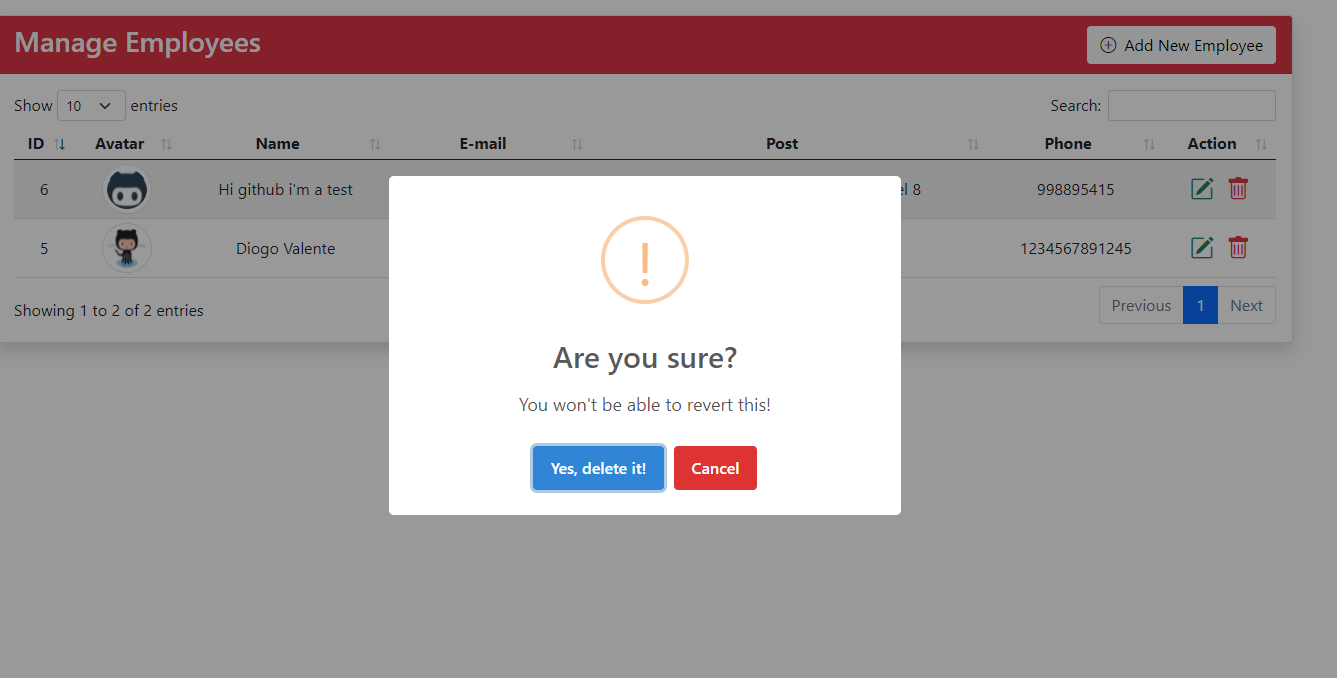 Manage Employees
Add New Employee
Show 10 entries
Search:
ID Avatar Name E-mail Post Phone Action
6 Hi github i'm a test 8 998895415
5 Diogo Valente 1234567891245
Showing 1 to 2 of 2 entries
Previous 1 Next
!
Are you sure?
You won't be able to revert this!
Yes, delete it! Cancel